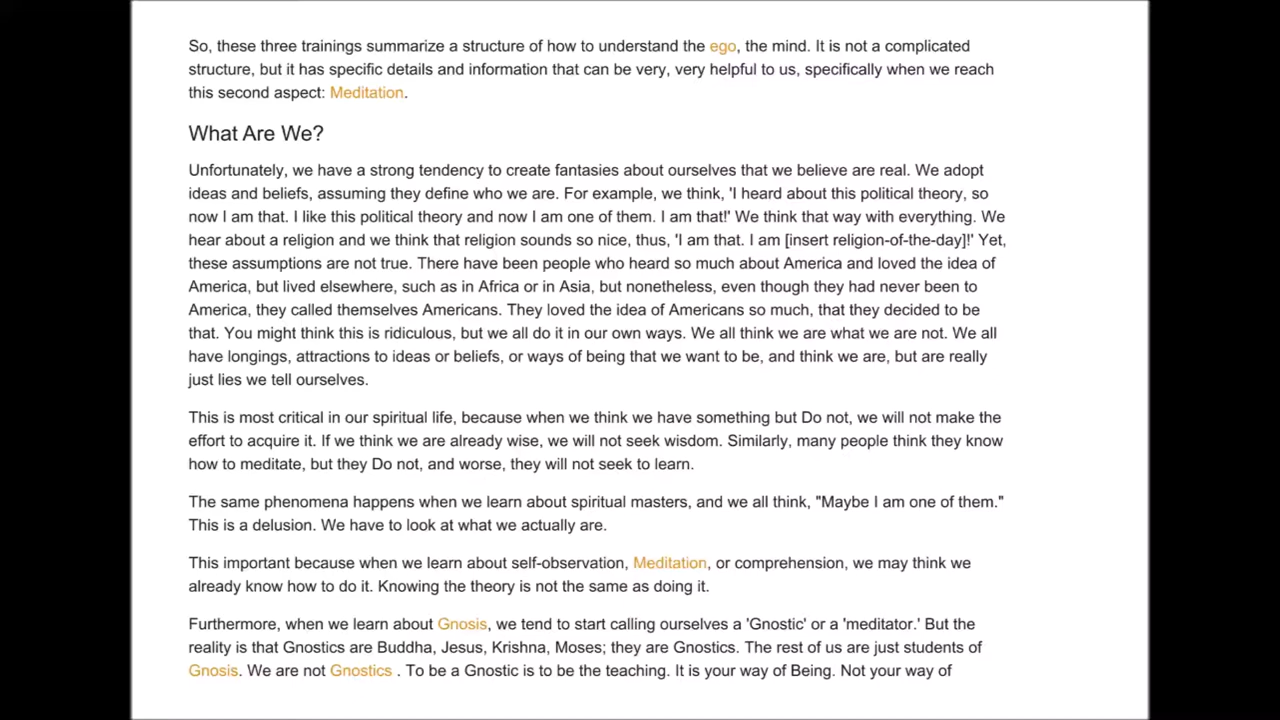 So, these three trainings summarize a structure of how to understand the ego, the mind. It is not a complicated
structure, but it has specific details and information that can be very, very helpful to us, specifically when we reach
this second aspect: Meditation.
What Are We?
Unfortunately, we have a strong tendency to create fantasies about ourselves that we believe are real. We adopt
ideas and beliefs, assuming they define who we are. For example, we think, 'I heard about this political theory, so
now I am that. I like this political theory and now I am one of them. I am that!' We think that way with everything. We
hear about a religion and we think that religion sounds so nice, thus, 'I am that. I am [insert religion-of-the-day]!' Yet,
these assumptions are not true. There have been people who heard so much about America and loved the idea of
America, but lived elsewhere, such as in Africa or in Asia, but nonetheless, even though they had never been to
America, they called themselves Americans. They loved the idea of Americans so much, that they decided to be
that. You might think this is ridiculous, but we all do it in our own ways. We all think we are what we are not. We all
have longings, attractions to ideas or beliefs, or ways of being that we want to be, and think we are, but are really
just lies we tell ourselves.
This is most critical in our spiritual life, because when we think we have something but Do not, we will not make the
effort to acquire it. If we think we are already wise, we will not seek wisdom. Similarly, many people think they know
how to meditate, but they Do not, and worse, they will not seek to learn.
The same phenomena happens when we learn about spiritual masters, and we all think, "Maybe I am one of them."
This is a delusion. We have to look at what we actually are.
This important because when we learn about self-observation, Meditation, or comprehension, we may think we
already know how to do it. Knowing the theory is not the same as doing it.
Furthermore, when we learn about Gnosis, we tend to start calling ourselves a 'Gnostic' or a 'meditator.' But the
reality is that Gnostics are Buddha, Jesus, Krishna, Moses; they are Gnostics. The rest of us are just students of
Gnosis. We are not Gnostics . To be a Gnostic is to be the teaching. It is your way of Being. Not your way of